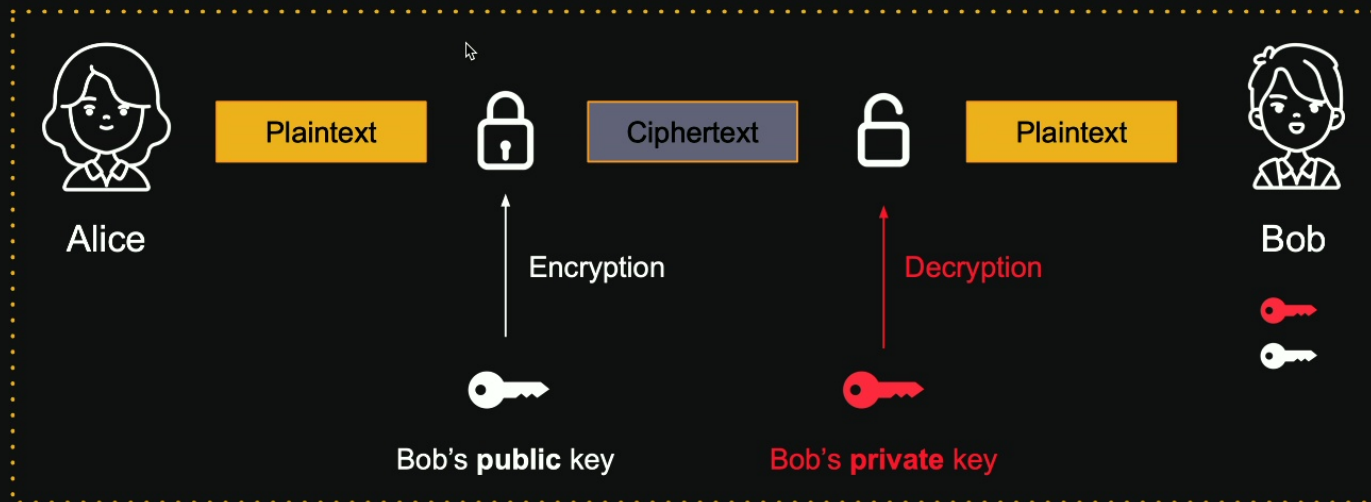 Plaintext
Ciphertext
Plaintext
Alice
Bob
Encryption
Decryption
Bob's public key
Bob's private key